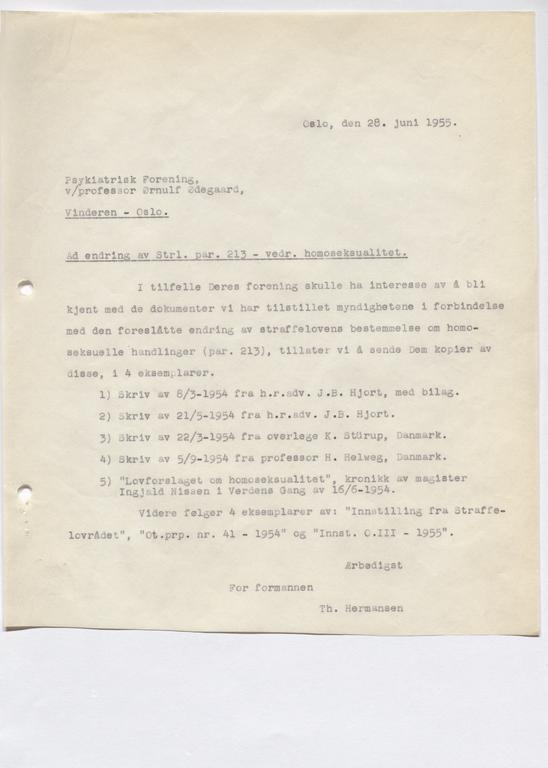 Oslo, den 28. juni 1955.
Psykiatrisk Forening,
v/professor Ørnulf Ødegaard,
Vinderen - Oslo.
Ad endring av Strl. par. 213 - vedr. homoseksualitet.
I tilfelle Deres forening skulle ha interesse av å bli
kjent med de dokumenter vi har tilstillet myndighetene i forbindelse
med den foreslåtte endring av straffelovens bestemmelse om homo-
seksuelle handlinger (par. 213), tillater vi å sende Dem kopier av
disse, i 4 eksemplarer.
1) Skriv av 8/3-1954 fra h.r.adv. J.B. Hjort, med bilag.
2) Skriv av 21/5-1954 fra h.r.adv. J.B. Hjort.
3) Skriv av 22/3-1954 fra overlege K. Stürup, Danmark.
4) Skriv av 5/9-1954 fra professor H. Helweg, Danmark.
5) "Lovforslaget om homoseksualitet", kronikk av magister
Ingjald Nissen i Verdens Gang av 16/6-1954.
Videre følger 4 eksemplarer av: "Innstilling fra Straffe-
lovrådet", "Ot.prp. nr. 41 - 1954" og "Innst. O.III - 1955".
Ærbødigst
For formannen
Th. Hermansen